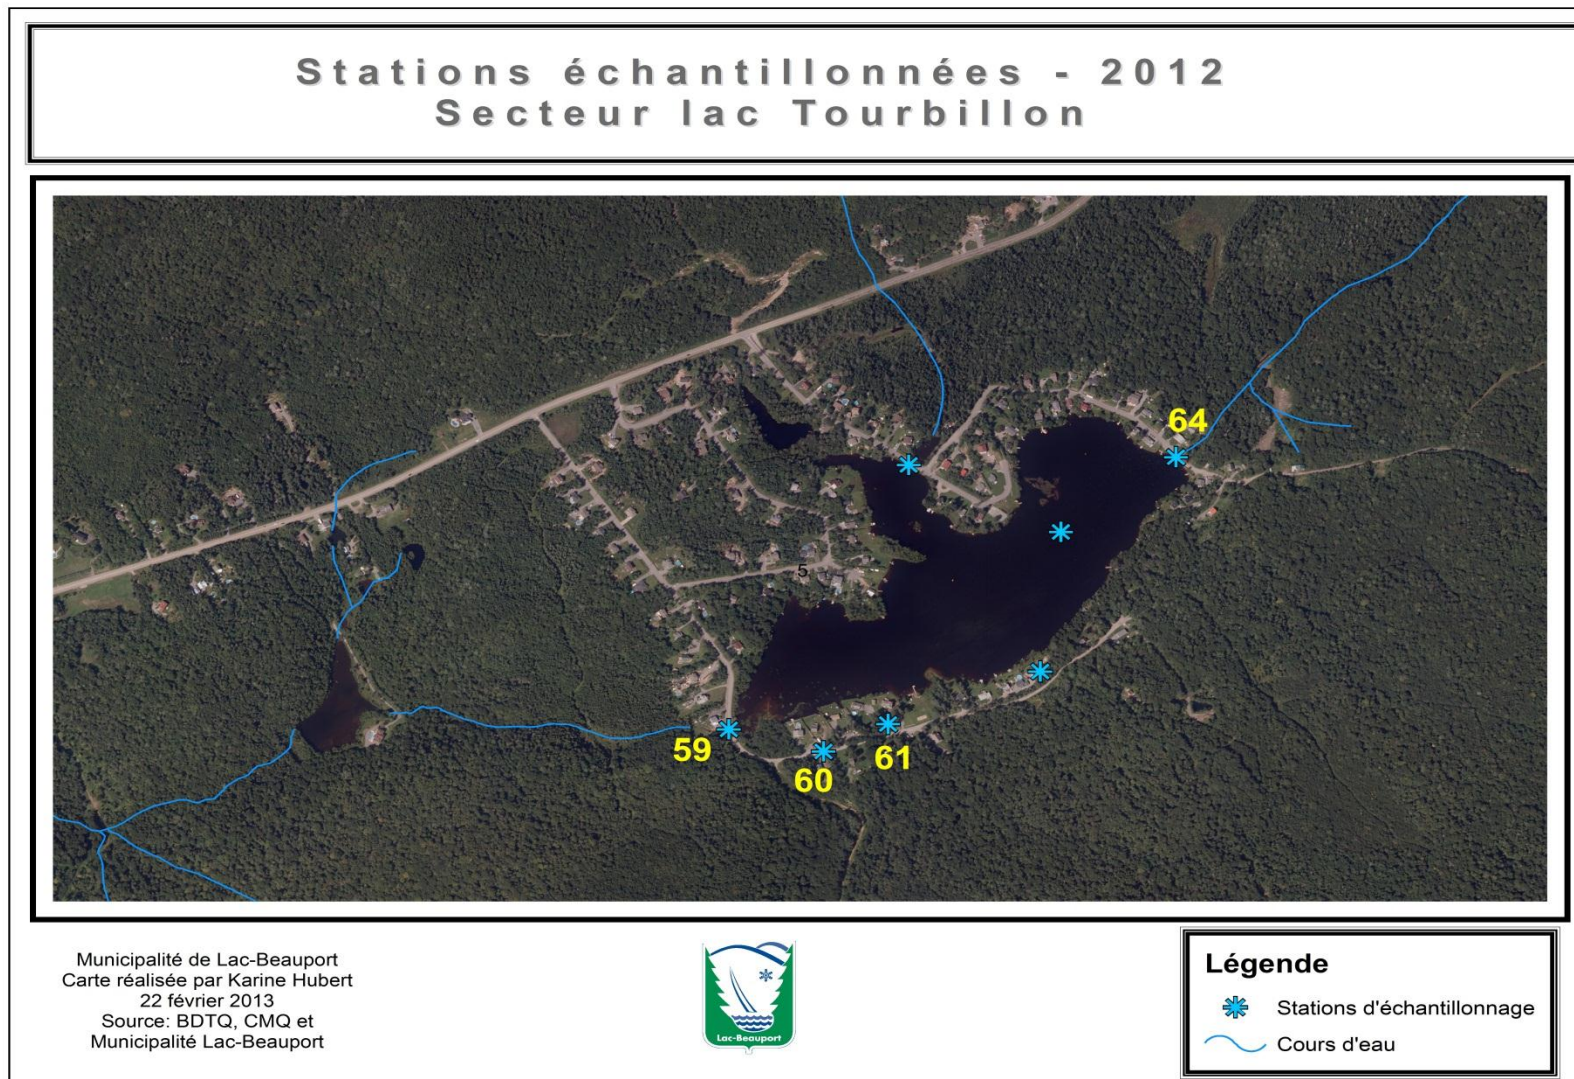 Stations échantillonnées - 2012
Secteur lac Tourbillon
64
5
59
60
61
Municipalité de Lac-Beauport
Carte réalisée par Karine Hubert
22 février 2013
Source: BDTQ, CMQ et
Municipalité Lac-Beauport
Lac-Beauport
Légende
Stations d'échantillonnage
Cours d'eau